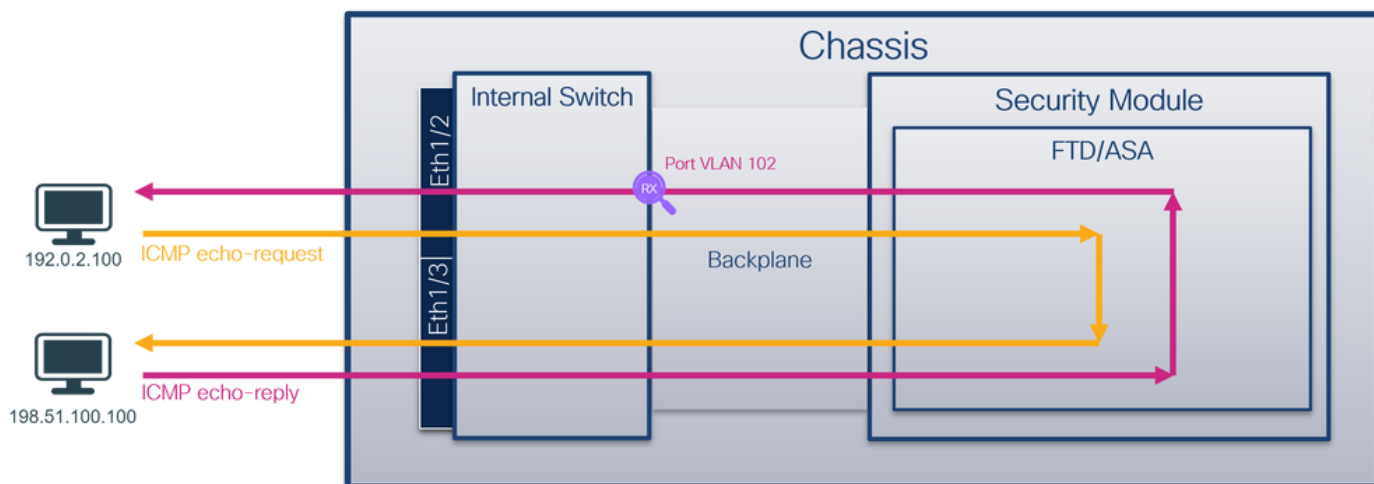 Chassis
Internal Switch
Security Module
FTD/ASA
Eth1/2
Port VLAN 102
RX
192.0.2.100
ICMP echo-request
Backplane
Eth1/3
ICMP echo-reply
198.51.100.100